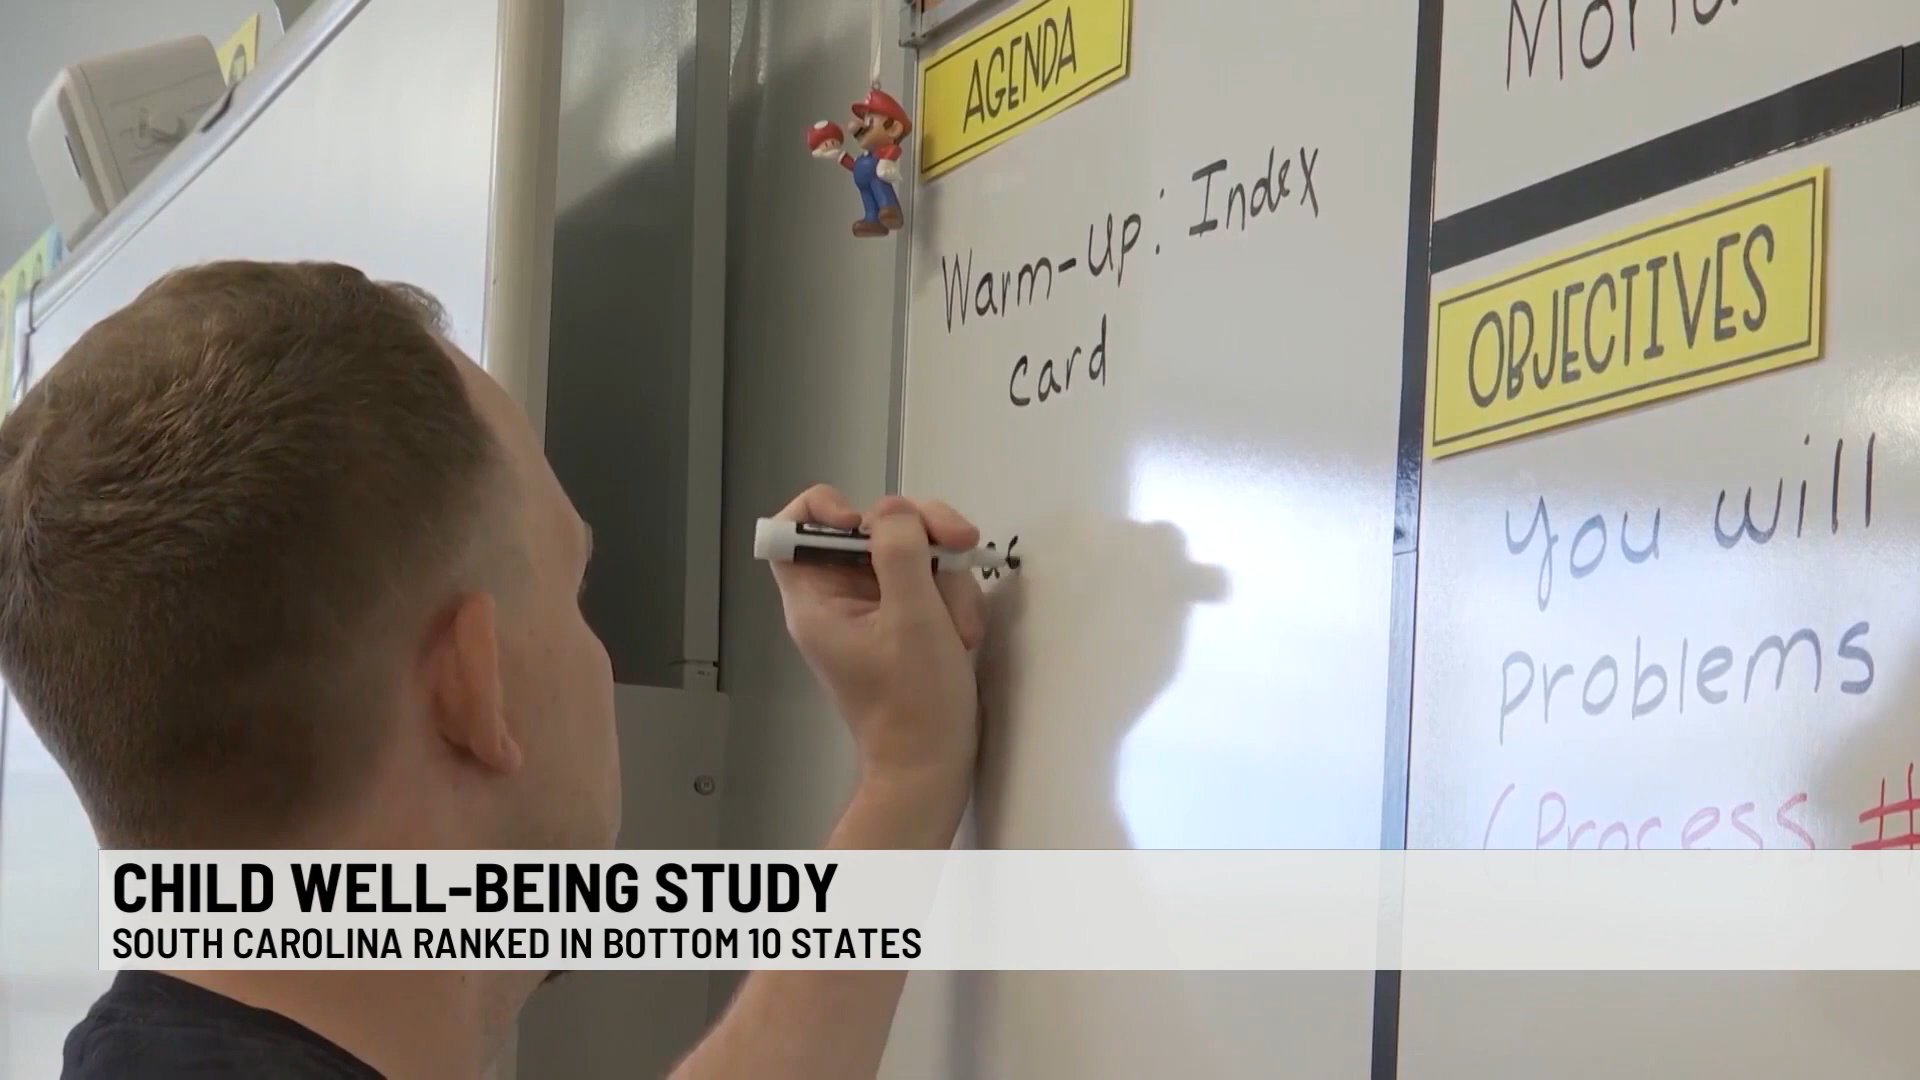 AGENDA
Warm-Up: Index
card
OBJECTIVES
You will
problems
(Process #
CHILD WELL-BEING STUDY
SOUTH CAROLINA RANKED IN BOTTOM 10 STATES